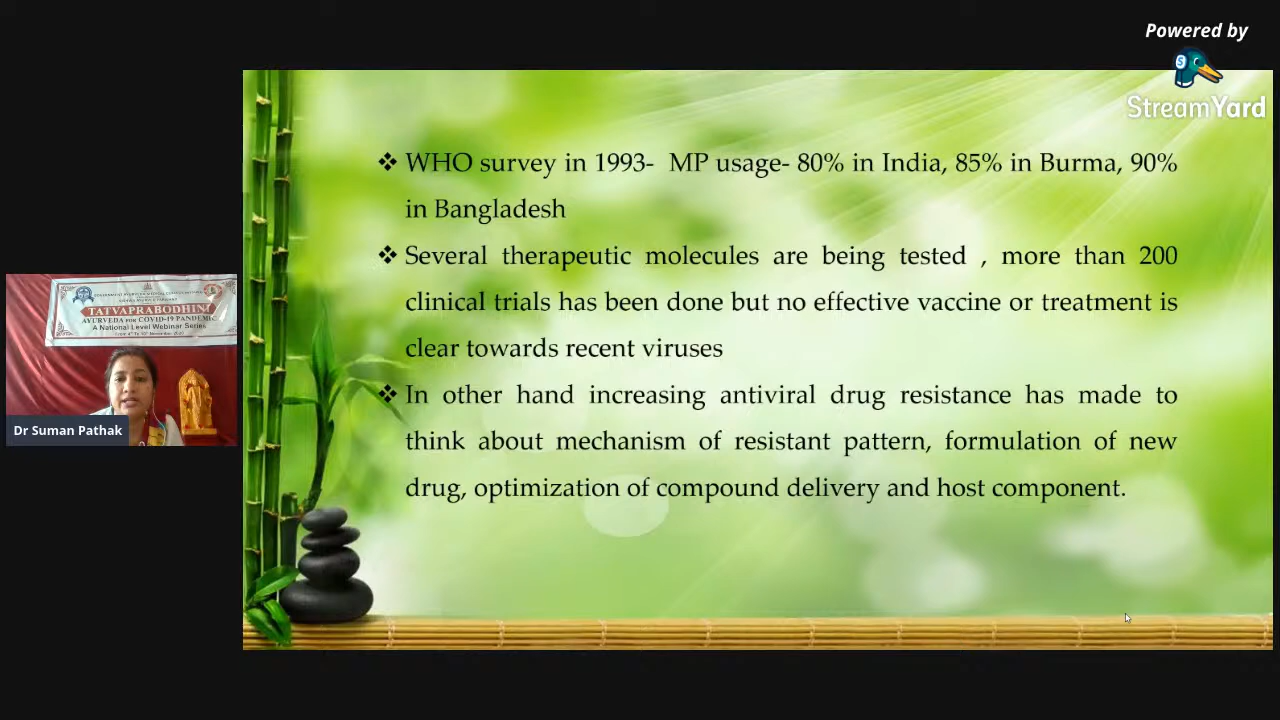 Powered by
StreamYard
❖ WHO survey in 1993- MP usage- 80% in India, 85% in Burma, 90%
in Bangladesh
❖ Several therapeutic molecules are being tested , more than 200
clinical trials has been done but no effective vaccine or treatment is
clear towards recent viruses
❖ In other hand increasing antiviral drug resistance has made to
think about mechanism of resistant pattern, formulation of new
drug, optimization of compound delivery and host component.
TATVAPRABODHINI
AYURVEDA FOR COVID-19 PANDEMIC
A National Level Webinar Series
Dr Suman Pathak